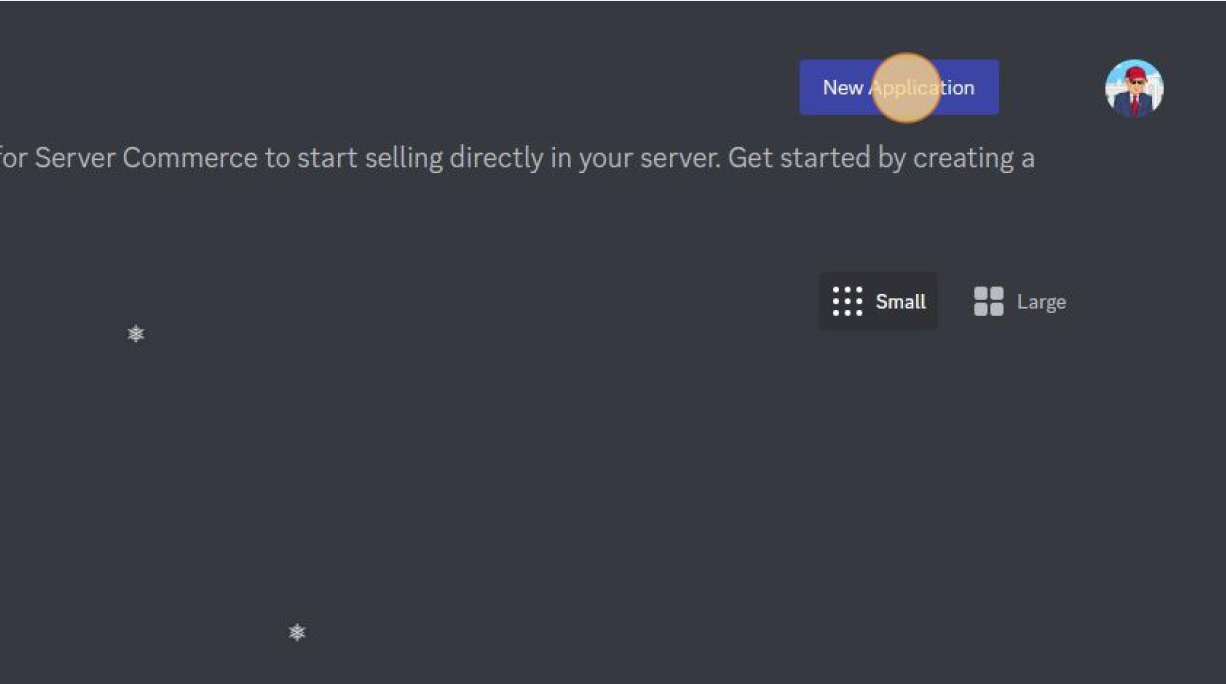 New Application
for Server Commerce to start selling directly in your server. Get started by creating a
Small
Large